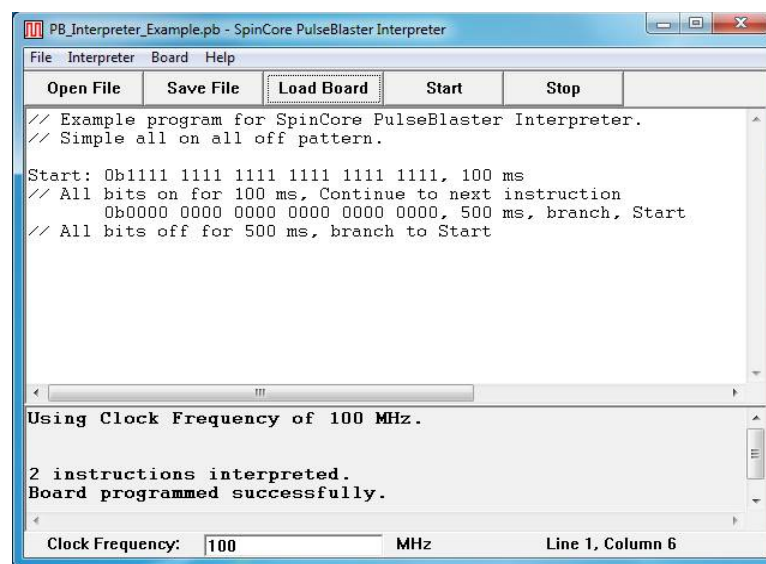 PB_Interpreter_Example.pb - SpinCore PulseBlaster Interpreter
File Interpreter Board Help
Open File Save File Load Board Start Stop
// Example program for SpinCore PulseBlaster Interpreter.
// Simple all on all off pattern.
Start: 0b1111 1111 1111 1111 1111 1111, 100 ms
// All bits on for 100 ms, Continue to next instruction
0b0000 0000 0000 0000 0000 0000, 500 ms, branch, Start
// All bits off for 500 ms, branch to Start
Using Clock Frequency of 100 MHz.
2 instructions interpreted.
Board programmed successfully.
Clock Frequency: 100 MHz Line 1, Column 6